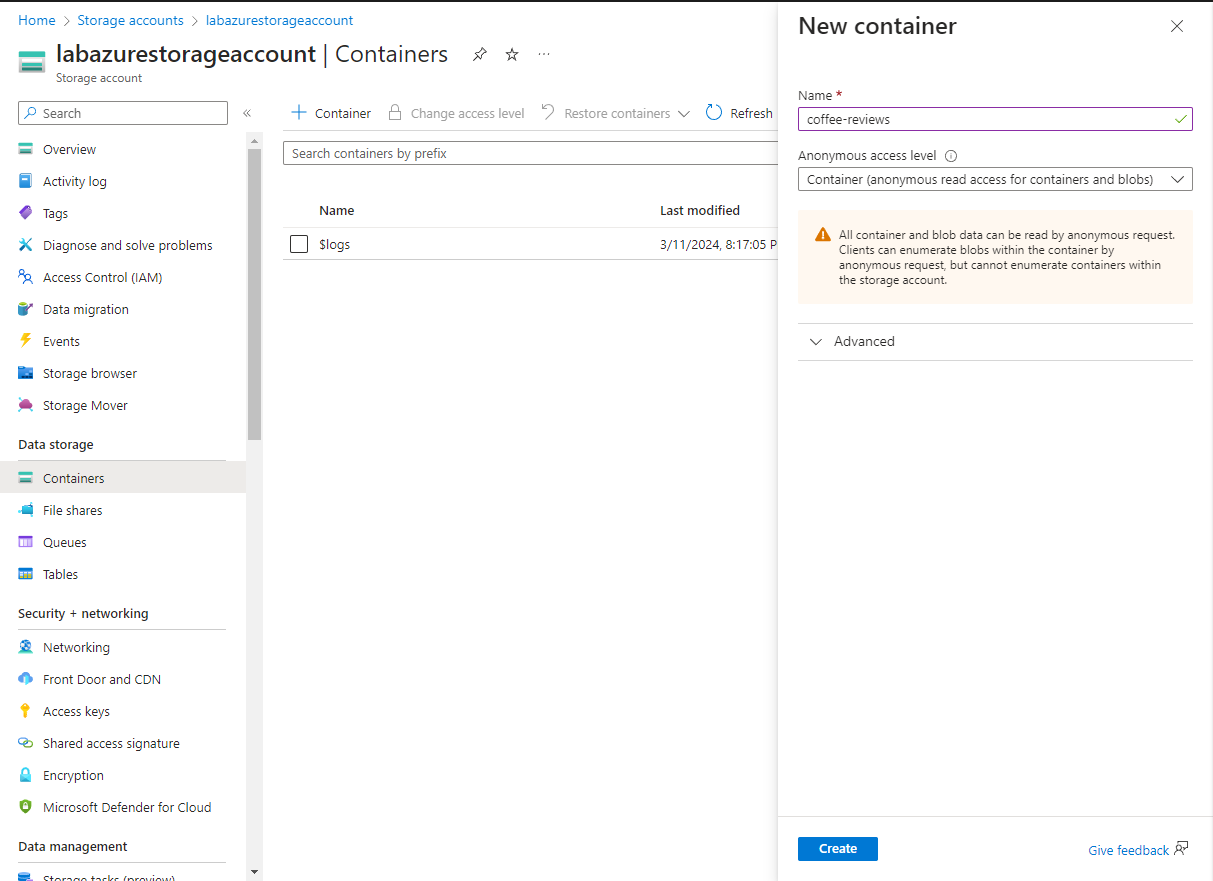 Home > Storage accounts > labazurestorageaccount
labazurestorageaccount | Containers
Storage account
Search
Overview
Activity log
Tags
Diagnose and solve problems
Access Control (IAM)
Data migration
Events
Storage browser
Storage Mover
Data storage
Containers
File shares
Queues
Tables
Security + networking
Networking
Front Door and CDN
Access keys
Shared access signature
Encryption
Microsoft Defender for Cloud
Data management
Storage tasks (preview)
Container Change access level Restore containers Refresh
Search containers by prefix
Name Last modified
$logs 3/11/2024, 8:17:05 P
New container
Name *
coffee-reviews
Anonymous access level
Container (anonymous read access for containers and blobs)
All container and blob data can be read by anonymous request.
Clients can enumerate blobs within the container by
anonymous request, but cannot enumerate containers within
the storage account.
Advanced
Create
Give feedback